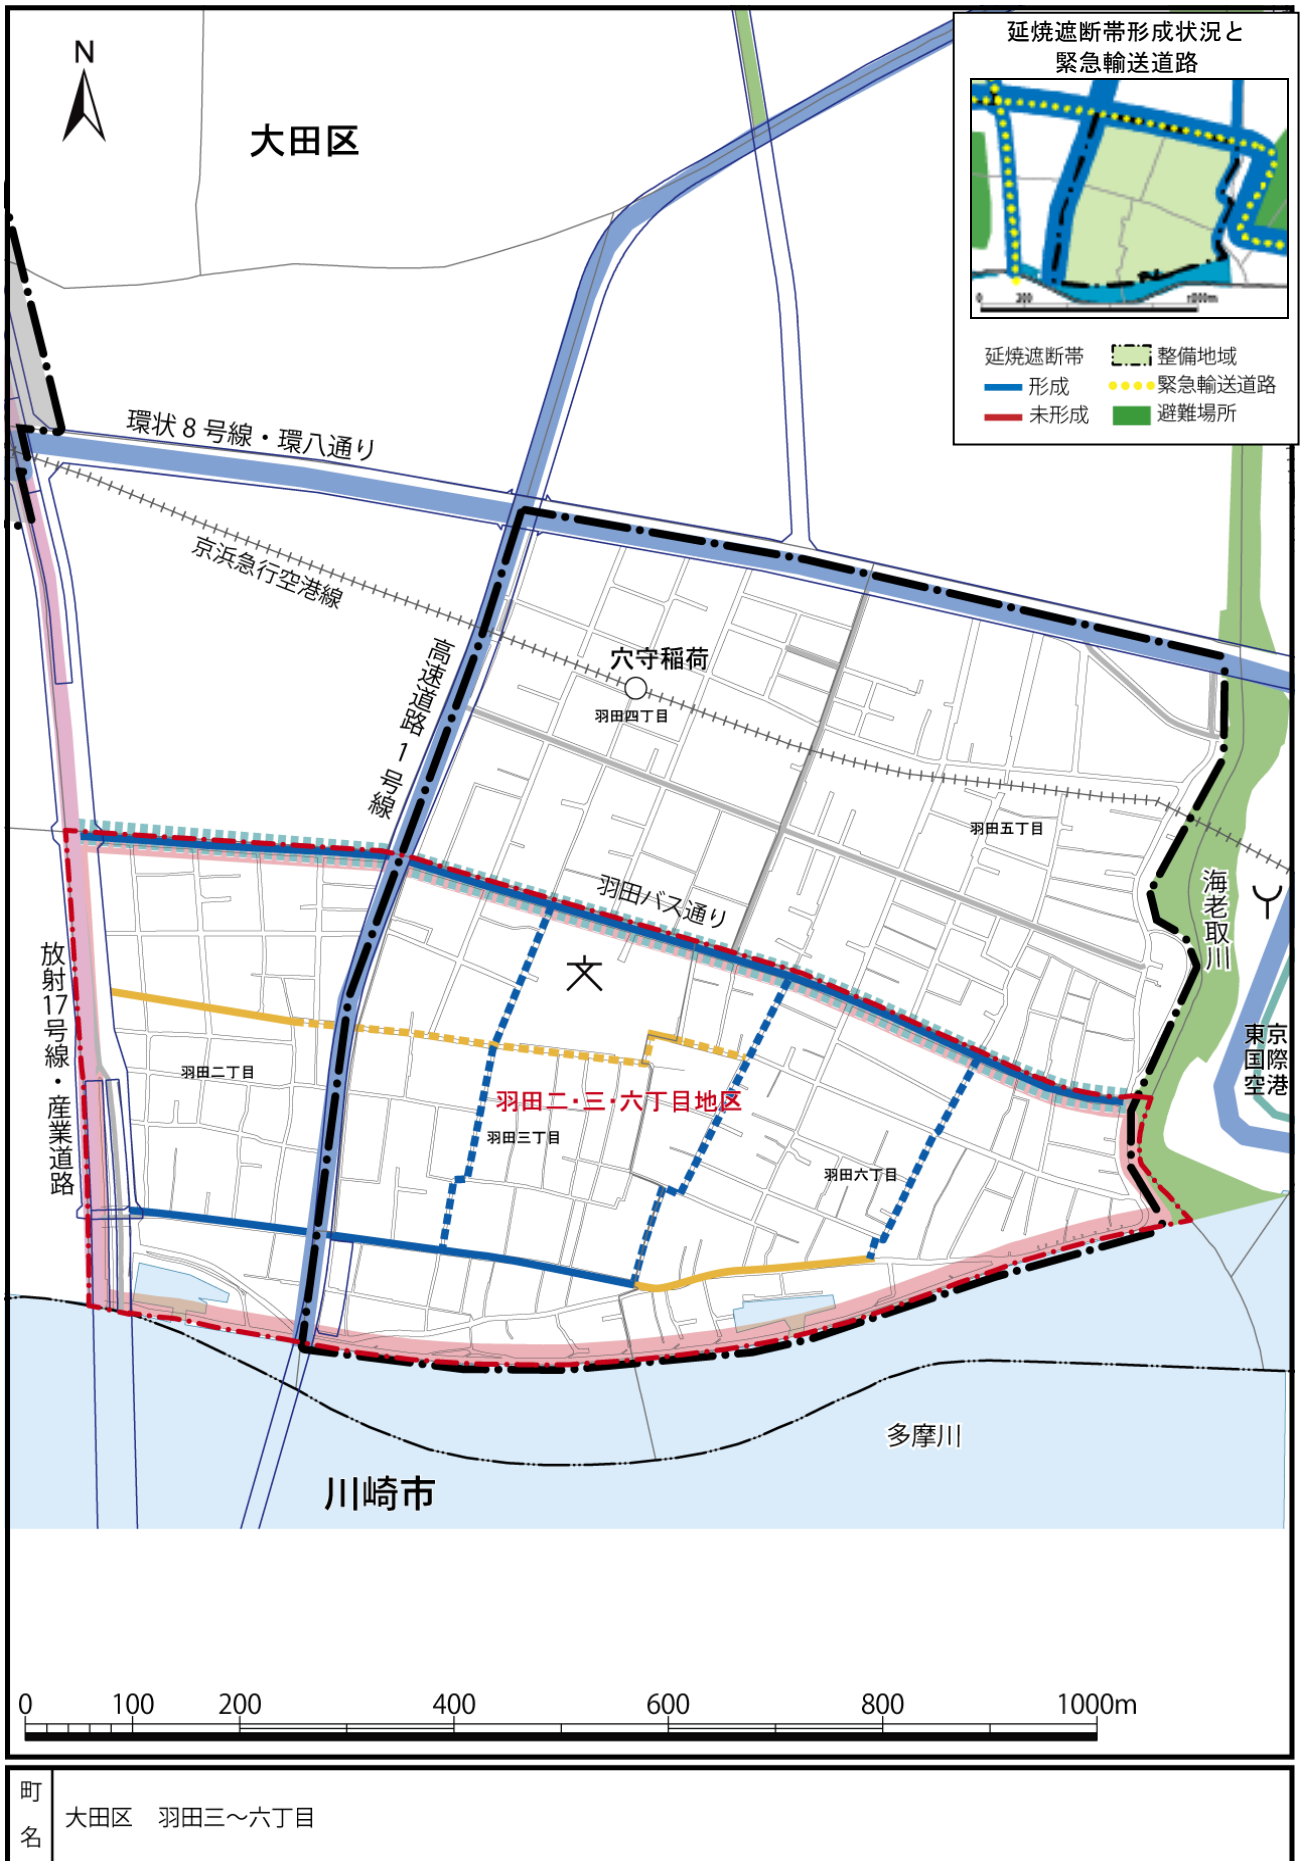 延焼遮断帯形成状況と
緊急輸送道路
0 200 1000m
延焼遮断帯
形成
未形成
整備地域
緊急輸送道路
避難場所
N
大田区
環状8号線・環八通り
京浜急行空港線
高速道路1号線
穴守稲荷
羽田四丁目
羽田五丁目
羽田バス通り
海老取川
放射17号線・産業道路
文
東京
国際
空港
羽田二丁目
羽田二・三・六丁目地区
羽田三丁目
羽田六丁目
多摩川
川崎市
0 100 200 400 600 800 1000m
町名
大田区 羽田三～六丁目